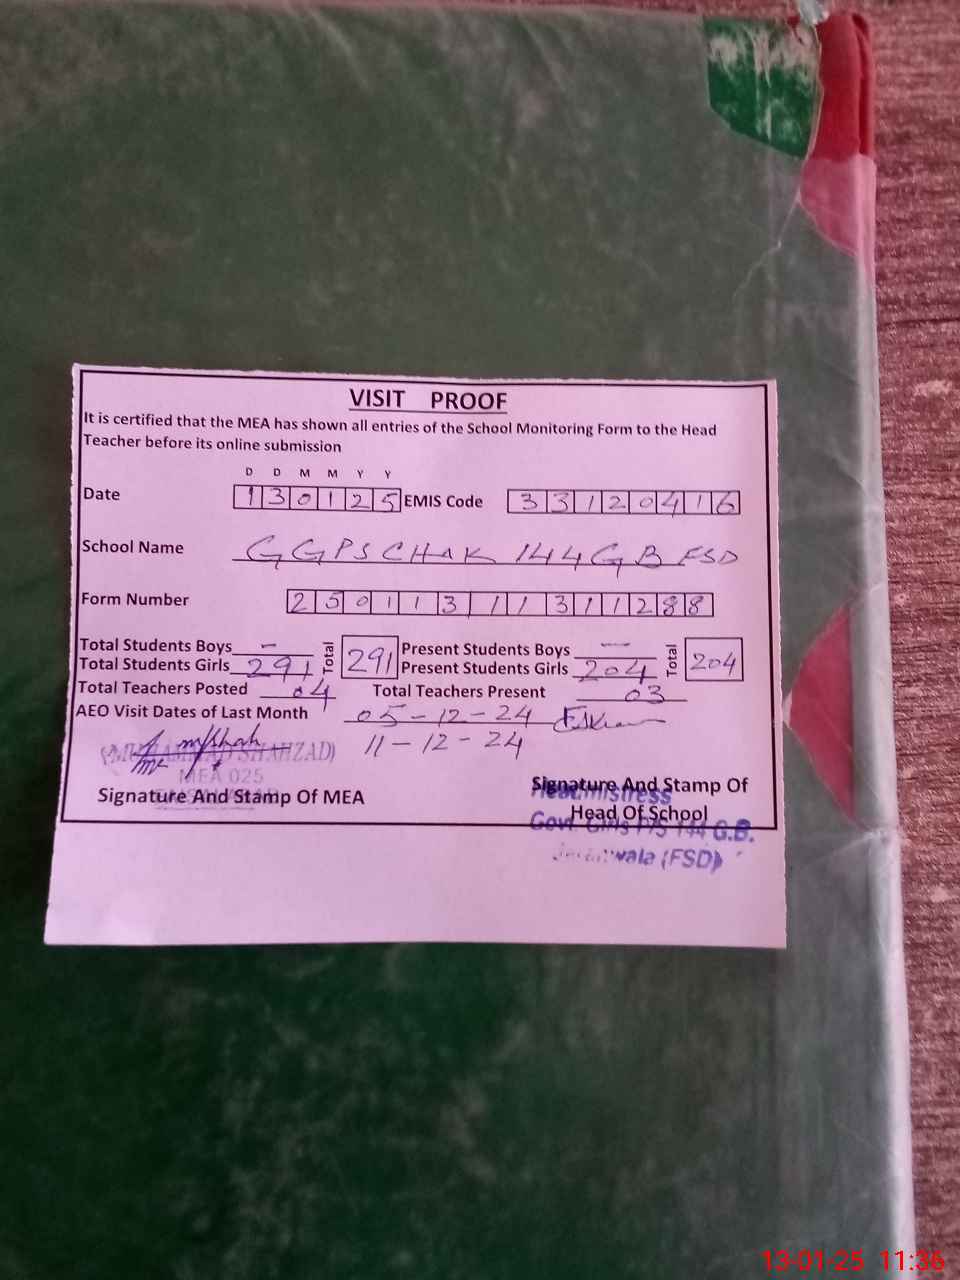 VISIT PROOF
It is certified that the MEA has shown all entries of the School Monitoring Form to the Head
Teacher before its online submission
D D M M Y Y
Date 130125 EMIS Code 33120416
School Name GGPS CHAK 144 GB FSD
Form Number 25011311311288
Total Students Boys - Total 291 Present Students Boys - Total 204
Total Students Girls 291 Present Students Girls 204
Total Teachers Posted 04 Total Teachers Present 03
AEO Visit Dates of Last Month 05-12-24
11-12-24
(MUHAMMAD SHAHZAD)
MEA 025
Signature And Stamp Of MEA
Signature And Stamp Of
Headmistress
Head Of School
Govt. Girls P/S 144 G.B.
(FSD)
13-01-25 11:36